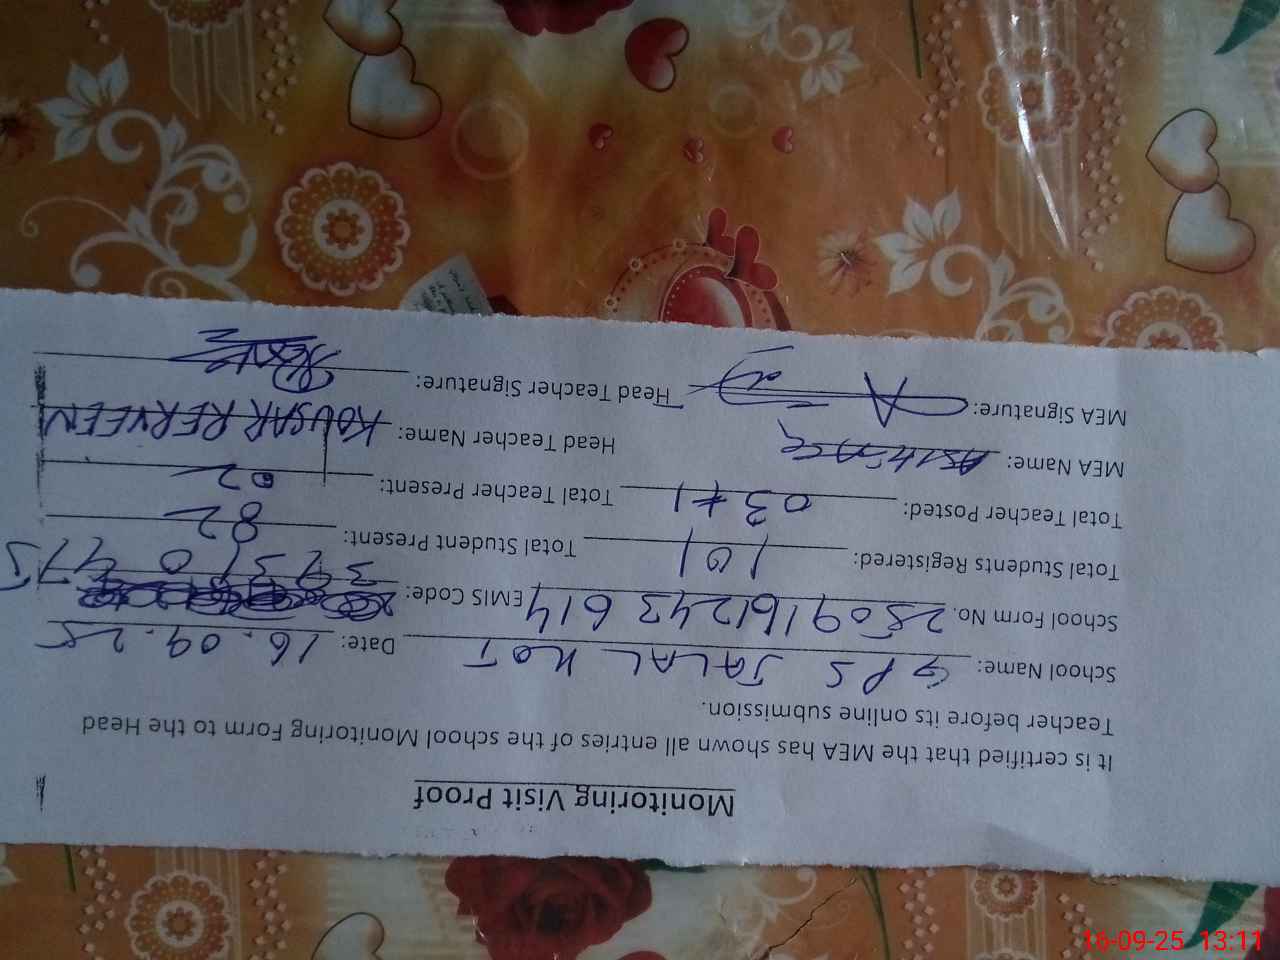 Monitoring Visit Proof
It is certified that the MEA has shown all entries of the school Monitoring Form to the Head
Teacher before its online submission.
School Name: GPS JALAL KOT Date: 16.09.25
School Form No. 2509161243614 EMIS Code:
Total Students Registered: 101 Total Student Present: 82
Total Teacher Posted: 03+1 Total Teacher Present: 02
MEA Name: Head Teacher Name: KOUSAR PERVEEN
MEA Signature: Head Teacher Signature:
16-09-25 13:11